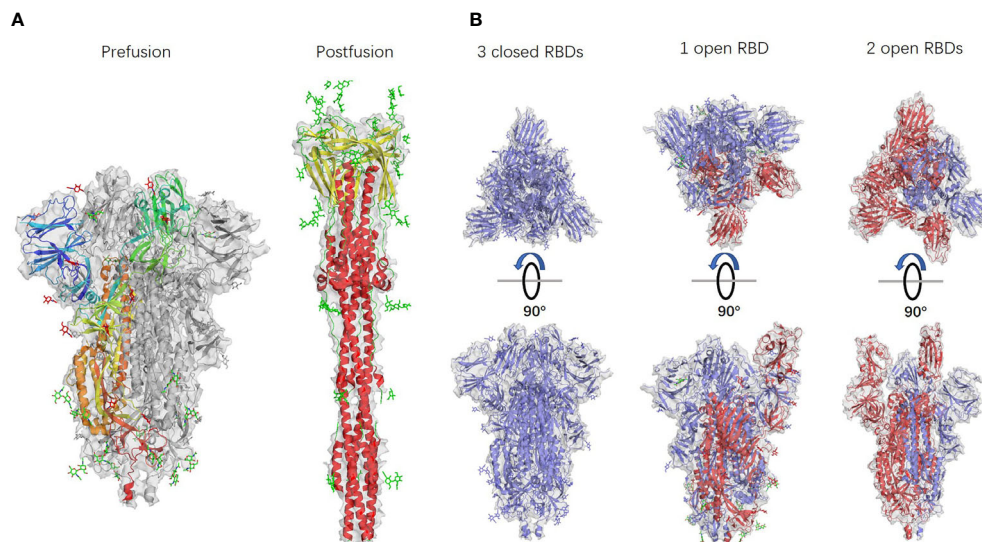 A
B
Prefusion
Postfusion
3 closed RBDs
1 open RBD
2 open RBDs
90°
90°
90°